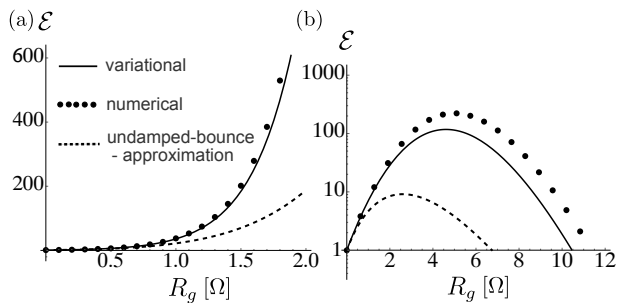 (a) ℰ
600
400
200
variational
numerical
undamped-bounce
- approximation
0.5 1.0 1.5 2.0
R_g [Ω]
(b)
ℰ
1000
100
10
1
0 2 4 6 8 10 12
R_g [Ω]